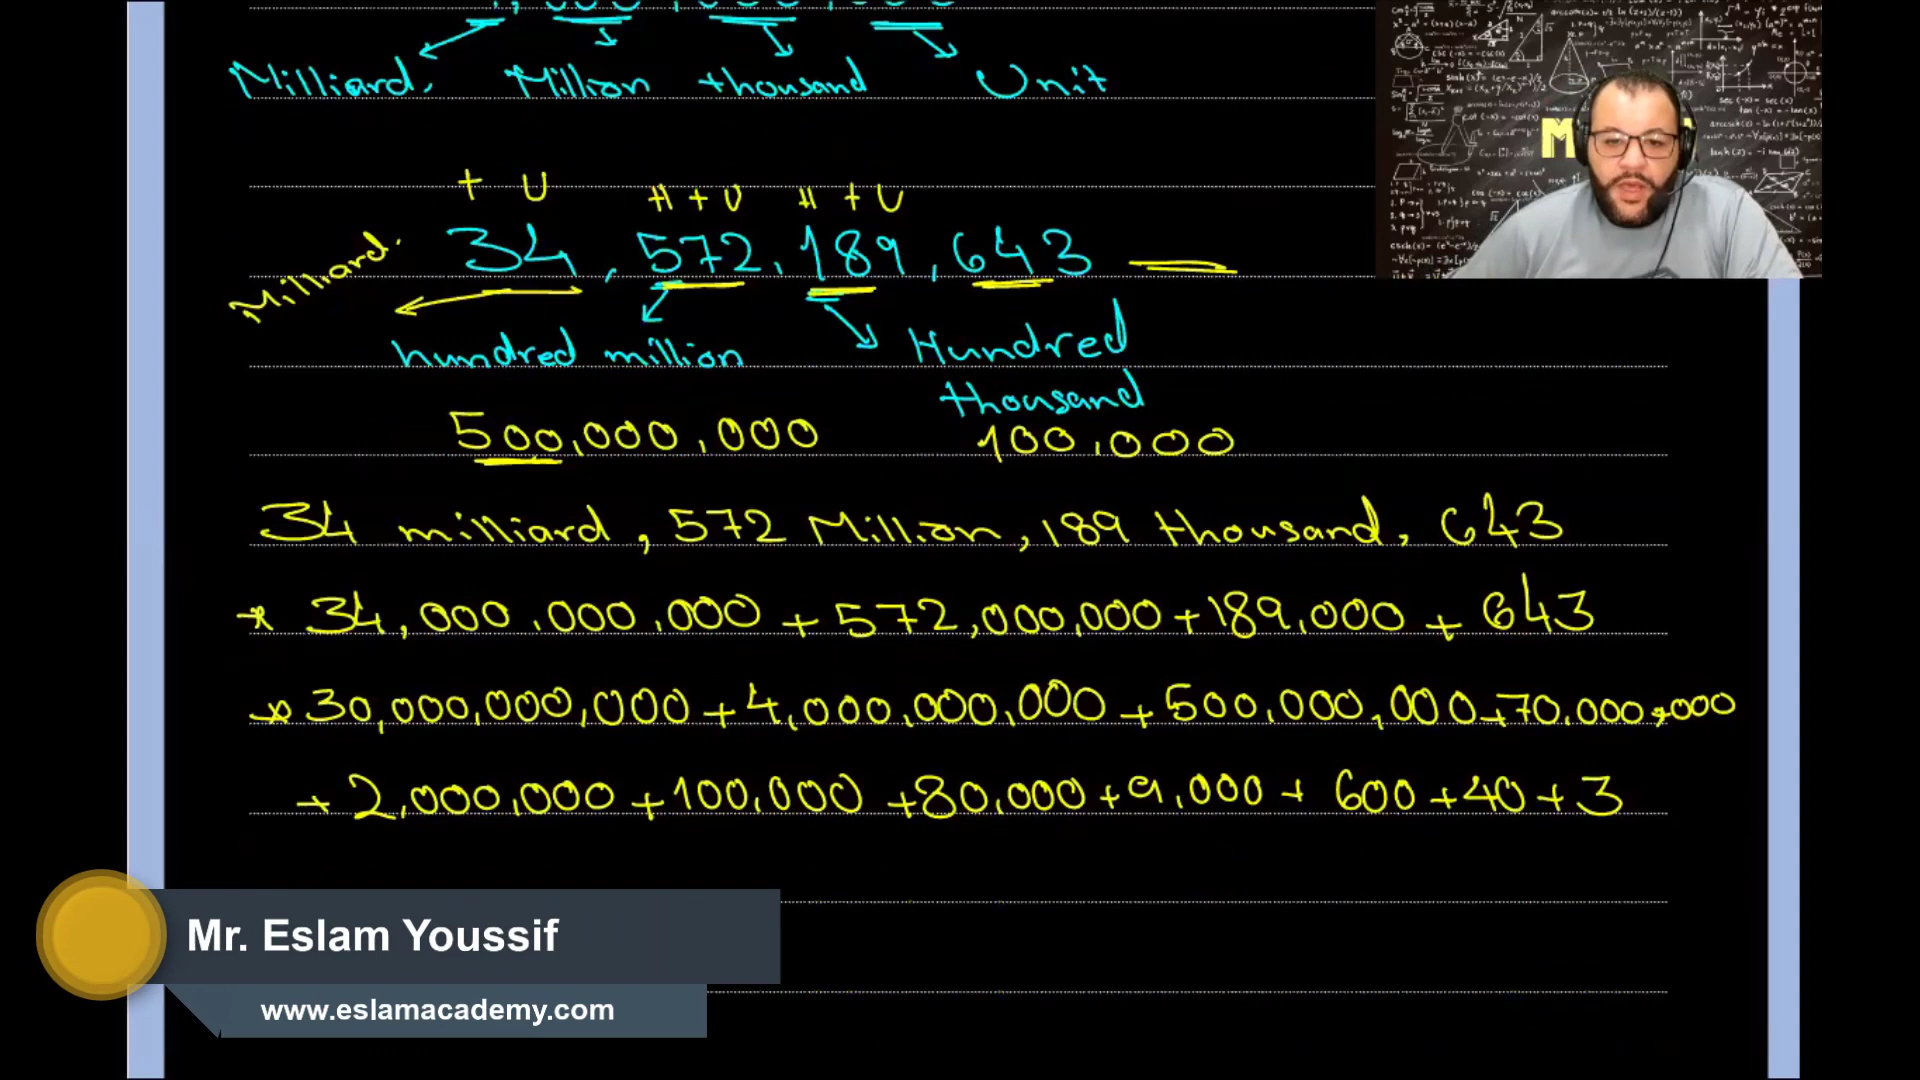 Milliard. Million thousand Unit
+ U H + U H + U
Milliard. 34, 572, 189, 643
hundred million Hundred
thousand
500,000,000 100,000
34 milliard, 572 Million, 189 thousand, 643
* 34,000,000,000 + 572,000,000 + 189,000 + 643
* 30,000,000,000 + 4,000,000,000 + 500,000,000 + 70,000,000
+ 2,000,000 + 100,000 + 80,000 + 9,000 + 600 + 40 + 3
Mr. Eslam Youssif
www.eslamacademy.com